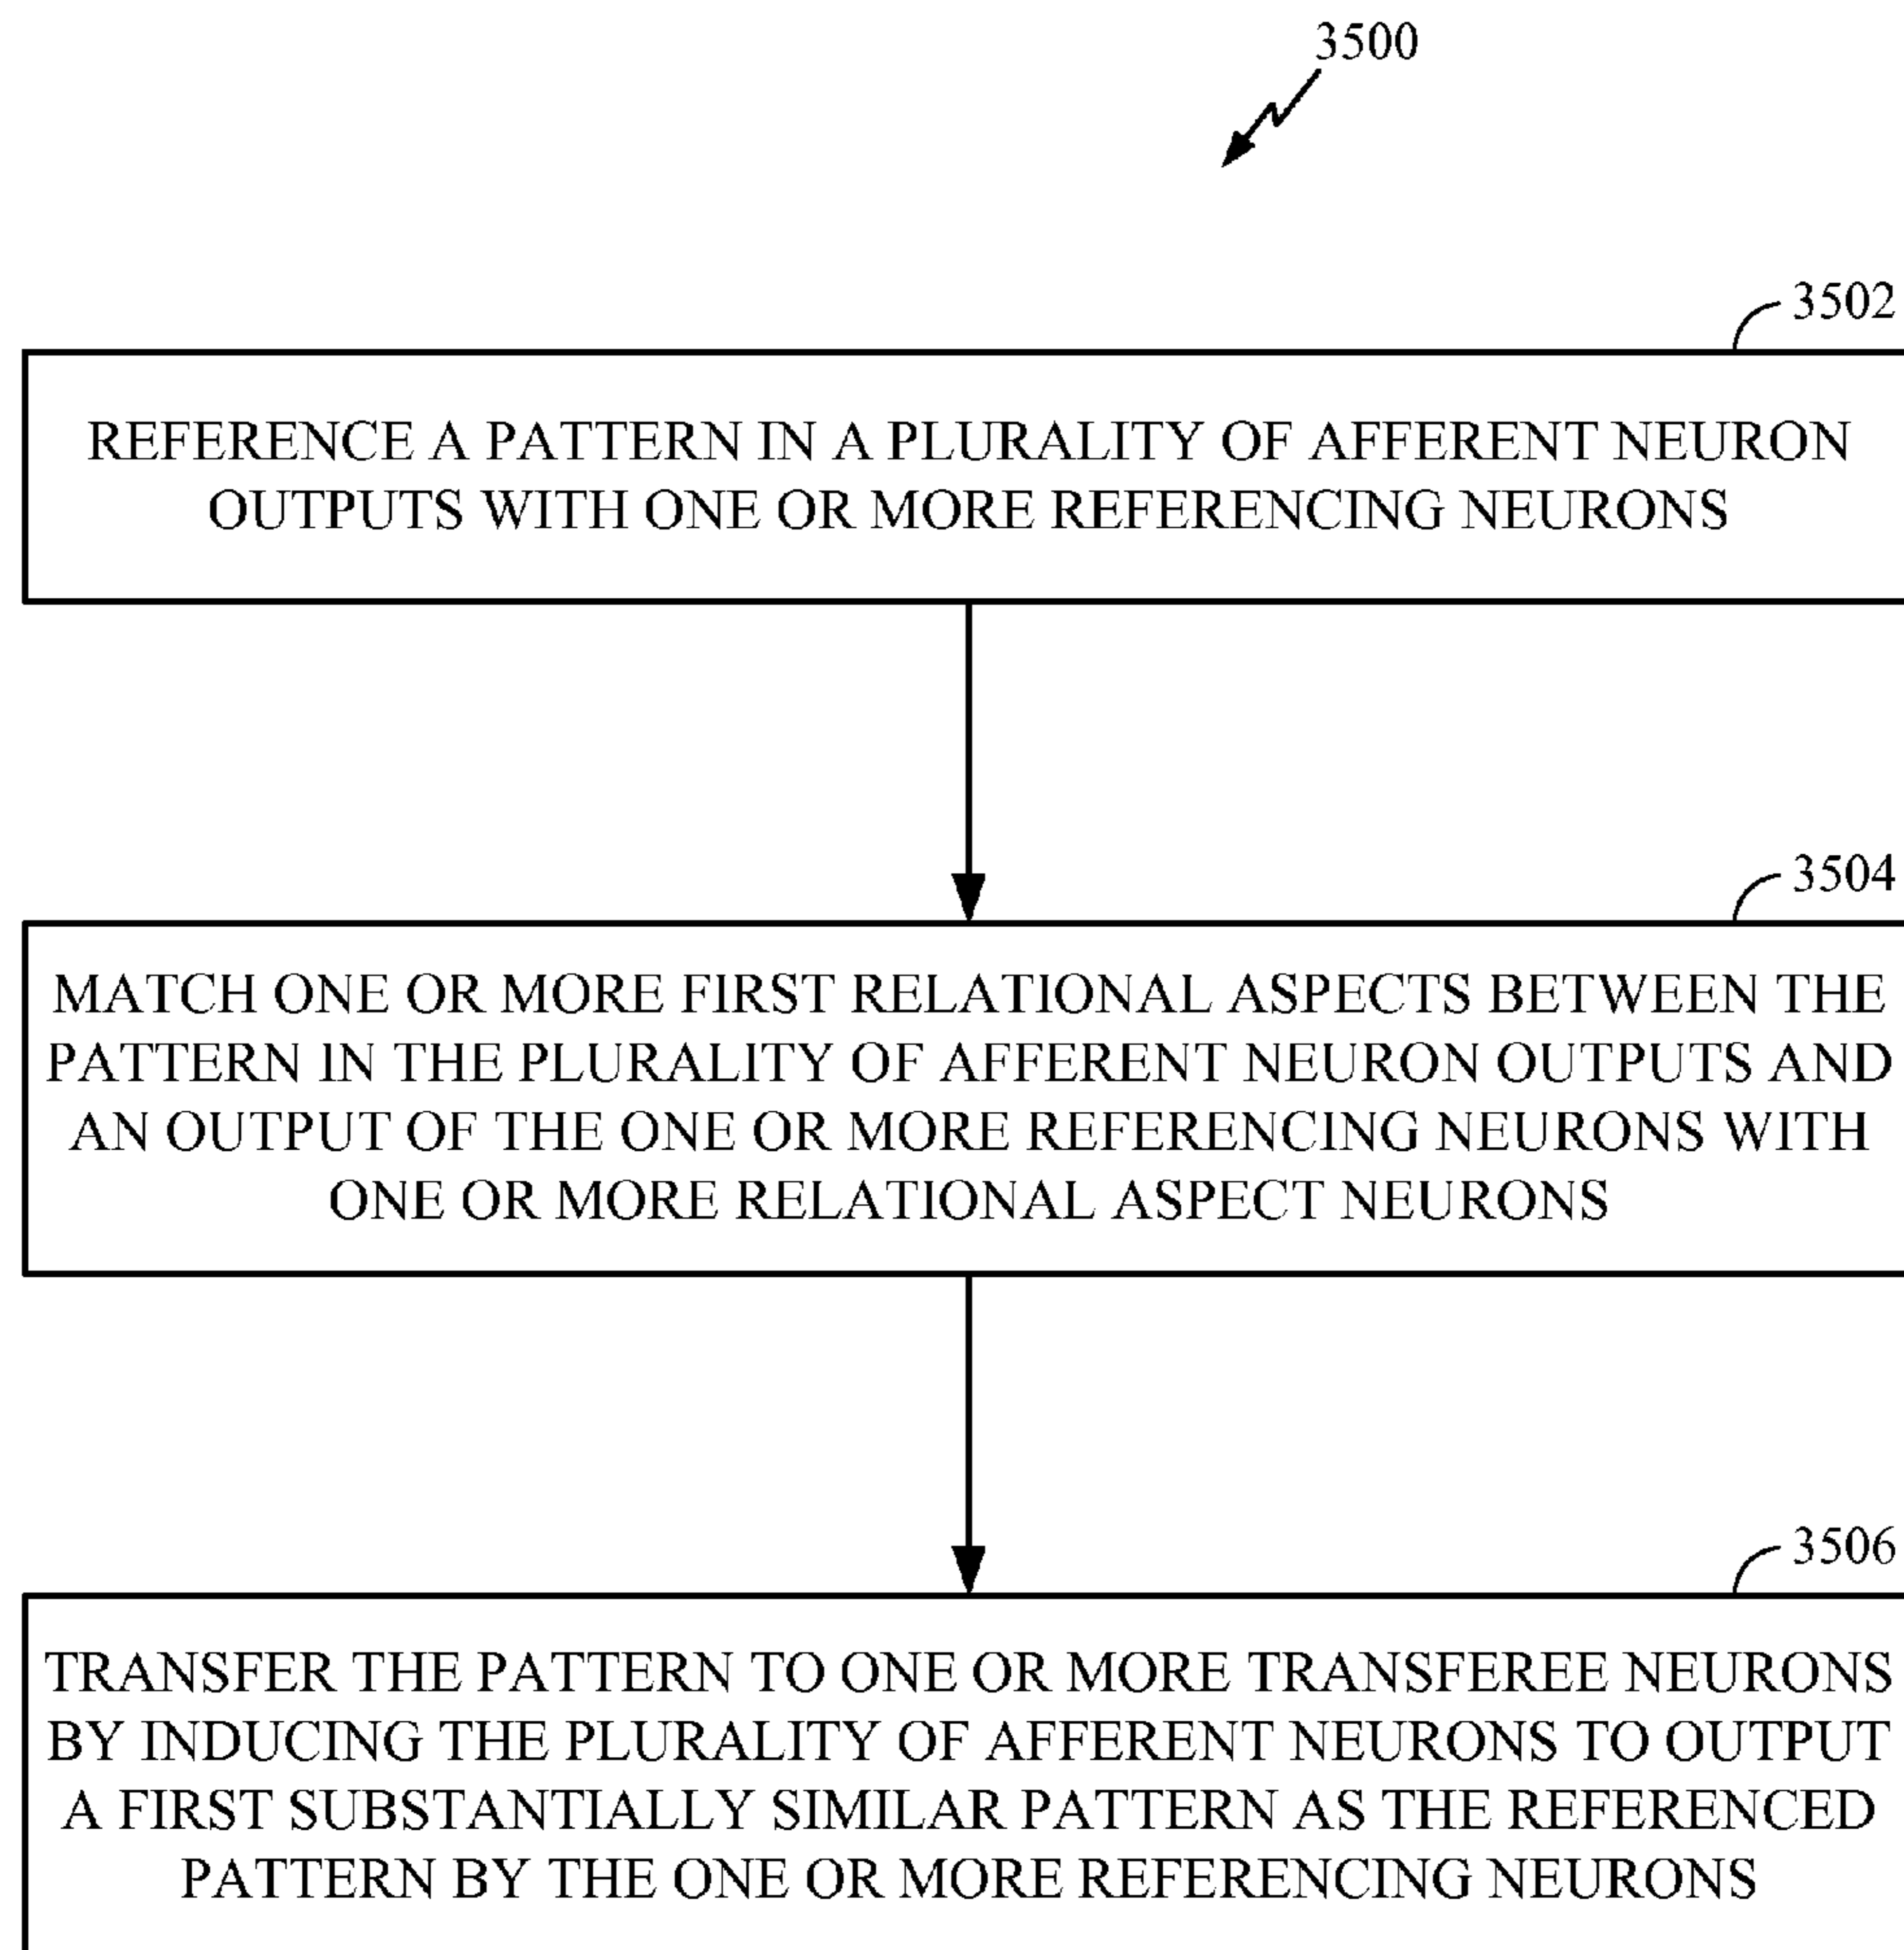 3500
3502
REFERENCE A PATTERN IN A PLURALITY OF AFFERENT NEURON
OUTPUTS WITH ONE OR MORE REFERENCING NEURONS
3504
MATCH ONE OR MORE FIRST RELATIONAL ASPECTS BETWEEN THE
PATTERN IN THE PLURALITY OF AFFERENT NEURON OUTPUTS AND
AN OUTPUT OF THE ONE OR MORE REFERENCING NEURONS WITH
ONE OR MORE RELATIONAL ASPECT NEURONS
3506
TRANSFER THE PATTERN TO ONE OR MORE TRANSFEREE NEURONS
BY INDUCING THE PLURALITY OF AFFERENT NEURONS TO OUTPUT
A FIRST SUBSTANTIALLY SIMILAR PATTERN AS THE REFERENCED
PATTERN BY THE ONE OR MORE REFERENCING NEURONS